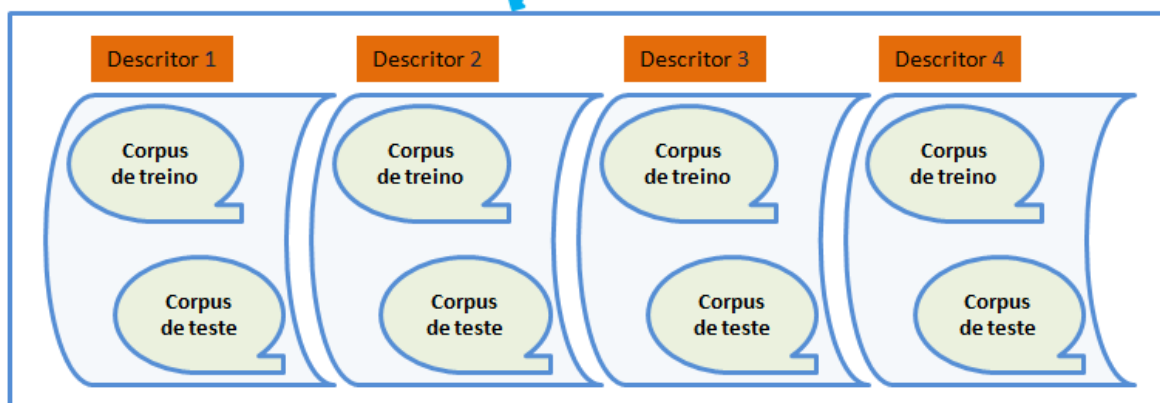 Descritor 1
Descritor 2
Descritor 3
Descritor 4
Corpus
de treino
Corpus
de treino
Corpus
de treino
Corpus
de treino
Corpus
de teste
Corpus
de teste
Corpus
de teste
Corpus
de teste